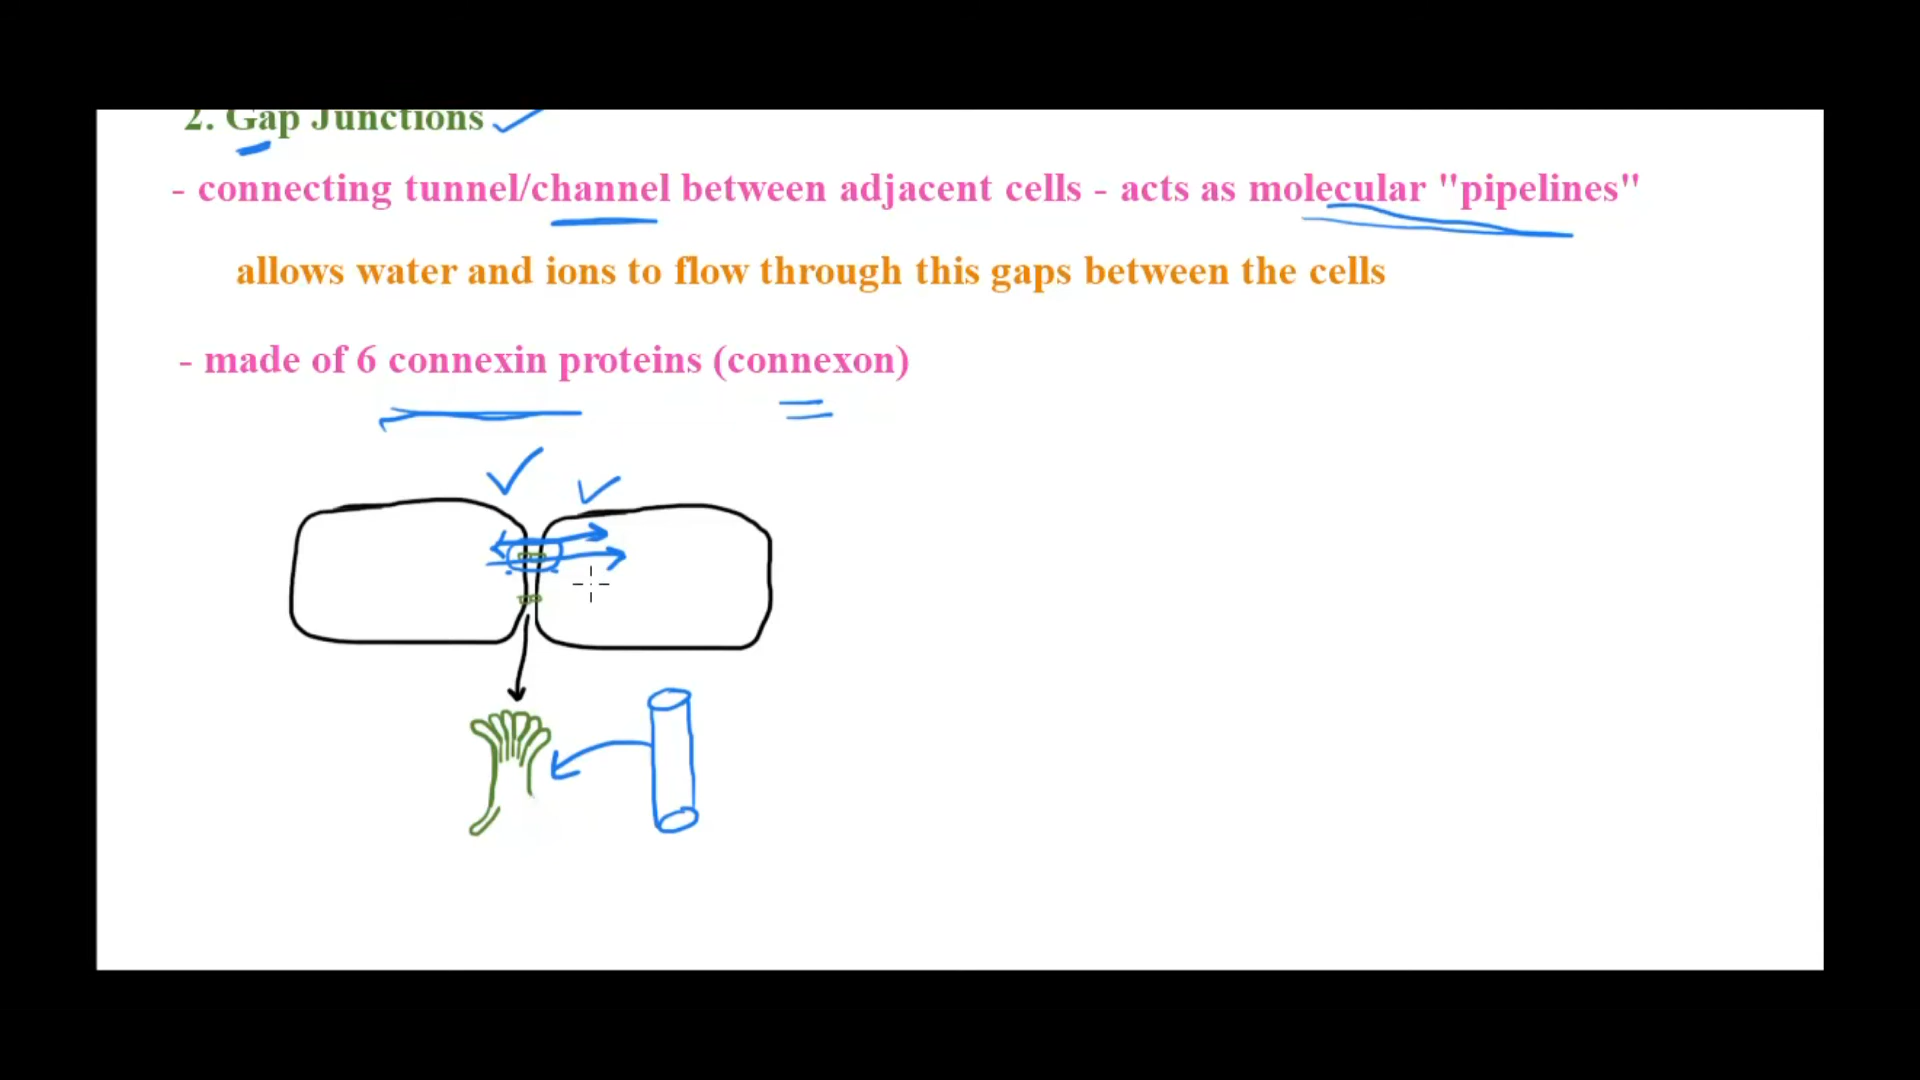 2. Gap Junctions
- connecting tunnel/channel between adjacent cells - acts as molecular "pipelines"
allows water and ions to flow through this gaps between the cells
- made of 6 connexin proteins (connexon)